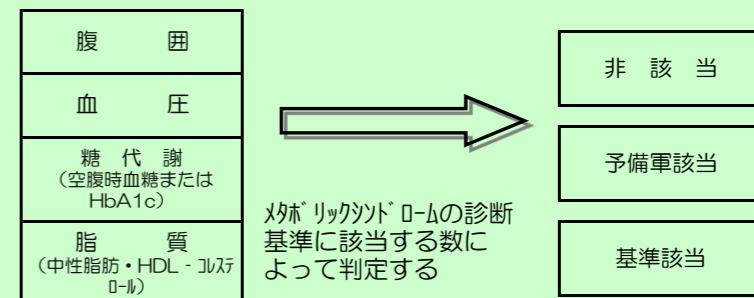 腹　　囲
血　　圧
糖　代　謝
（空腹時血糖または
HbA1c）
脂　　質
（中性脂肪・HDL‐ｺﾚｽﾃ
ﾛｰﾙ）
ﾒﾀﾎﾞﾘｯｸｼﾝﾄﾞﾛｰﾑの診断
基準に該当する数に
よって判定する
非　該　当
予備軍該当
基準該当